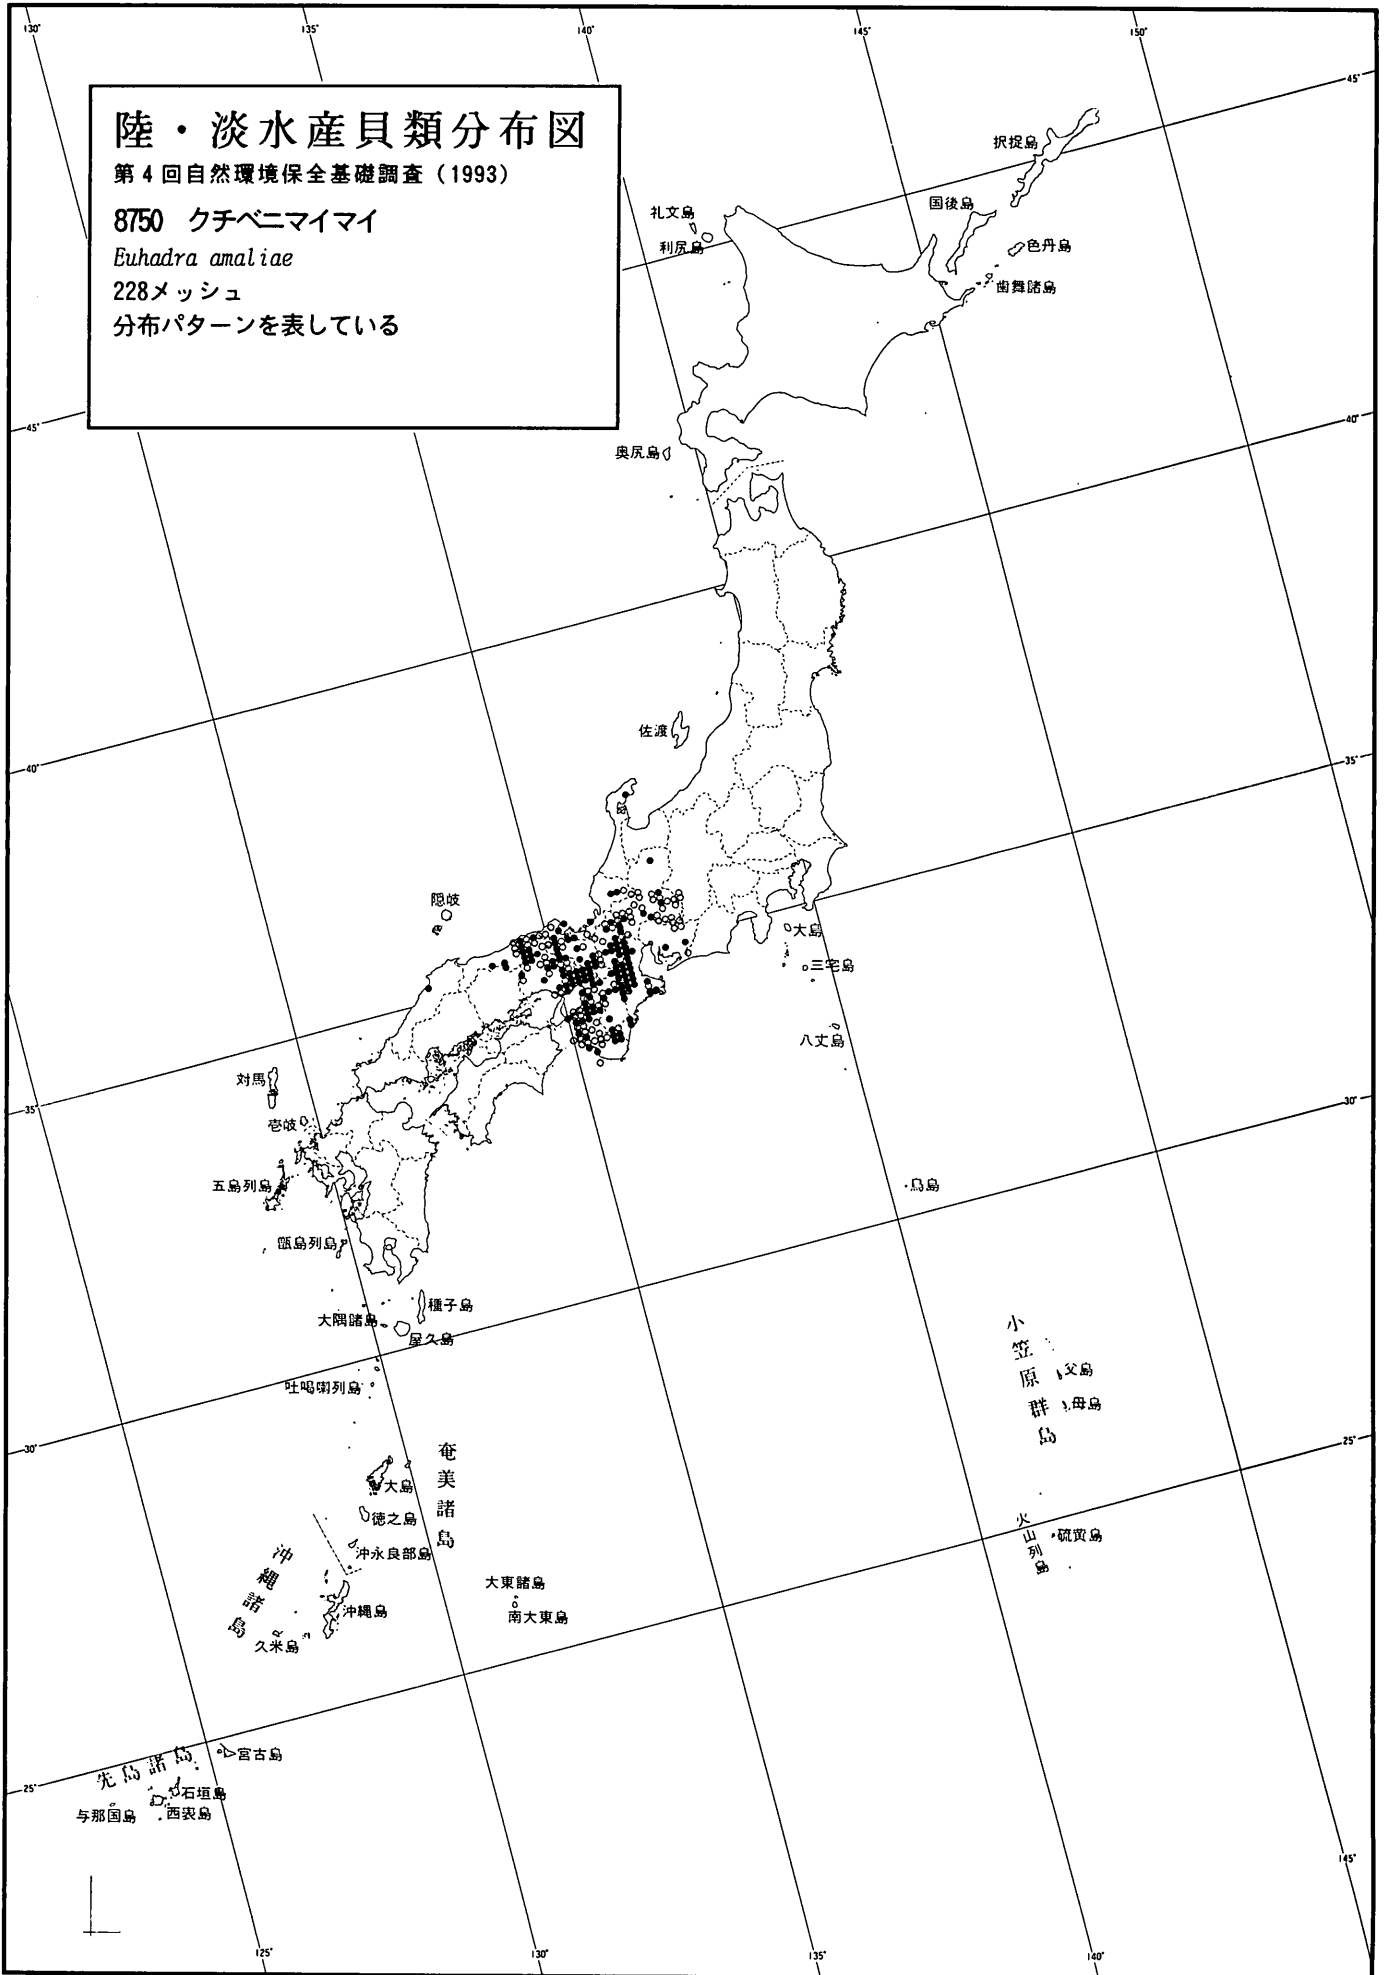 130°
135°
140°
145°
150°
陸・淡水産貝類分布図
第4回自然環境保全基礎調査(1993)
8750 クチベニマイマイ
Euhadra amaliae
228メッシュ
分布パターンを表している
45°
択捉島
礼文島
国後島
利尻島
色丹島
歯舞諸島
45°
40°
奥尻島
佐渡
40°
35°
隠岐
大島
三宅島
八丈島
対馬
35°
壱岐
30°
五島列島
鳥島
甑島列島
種子島
大隅諸島
屋久島
小笠原群島
父島
吐噶喇列島
母島
30°
25°
奄美諸島
大島
徳之島
火山列島
硫黄島
沖永良部島
沖縄諸島
大東諸島
沖縄島
南大東島
久米島
先島諸島
宮古島
25°
石垣島
与那国島
西表島
145°
125°
130°
135°
140°